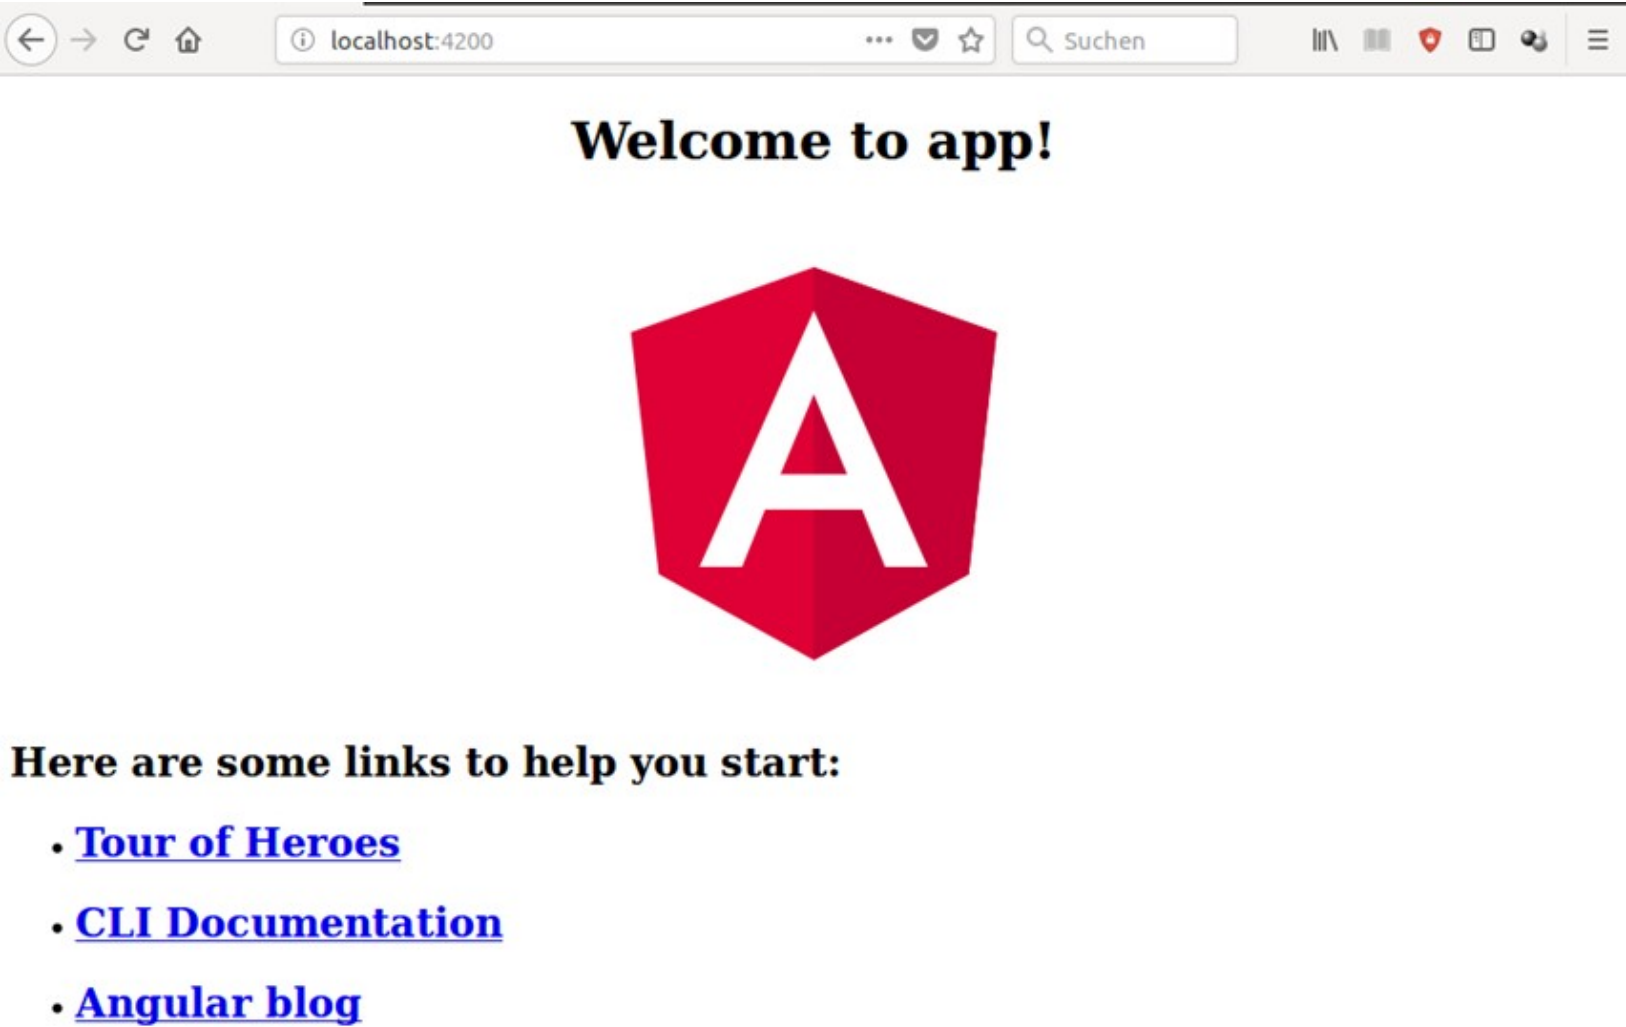 localhost:4200
Suchen
Welcome to app!
A
Here are some links to help you start:
Tour of Heroes
CLI Documentation
Angular blog